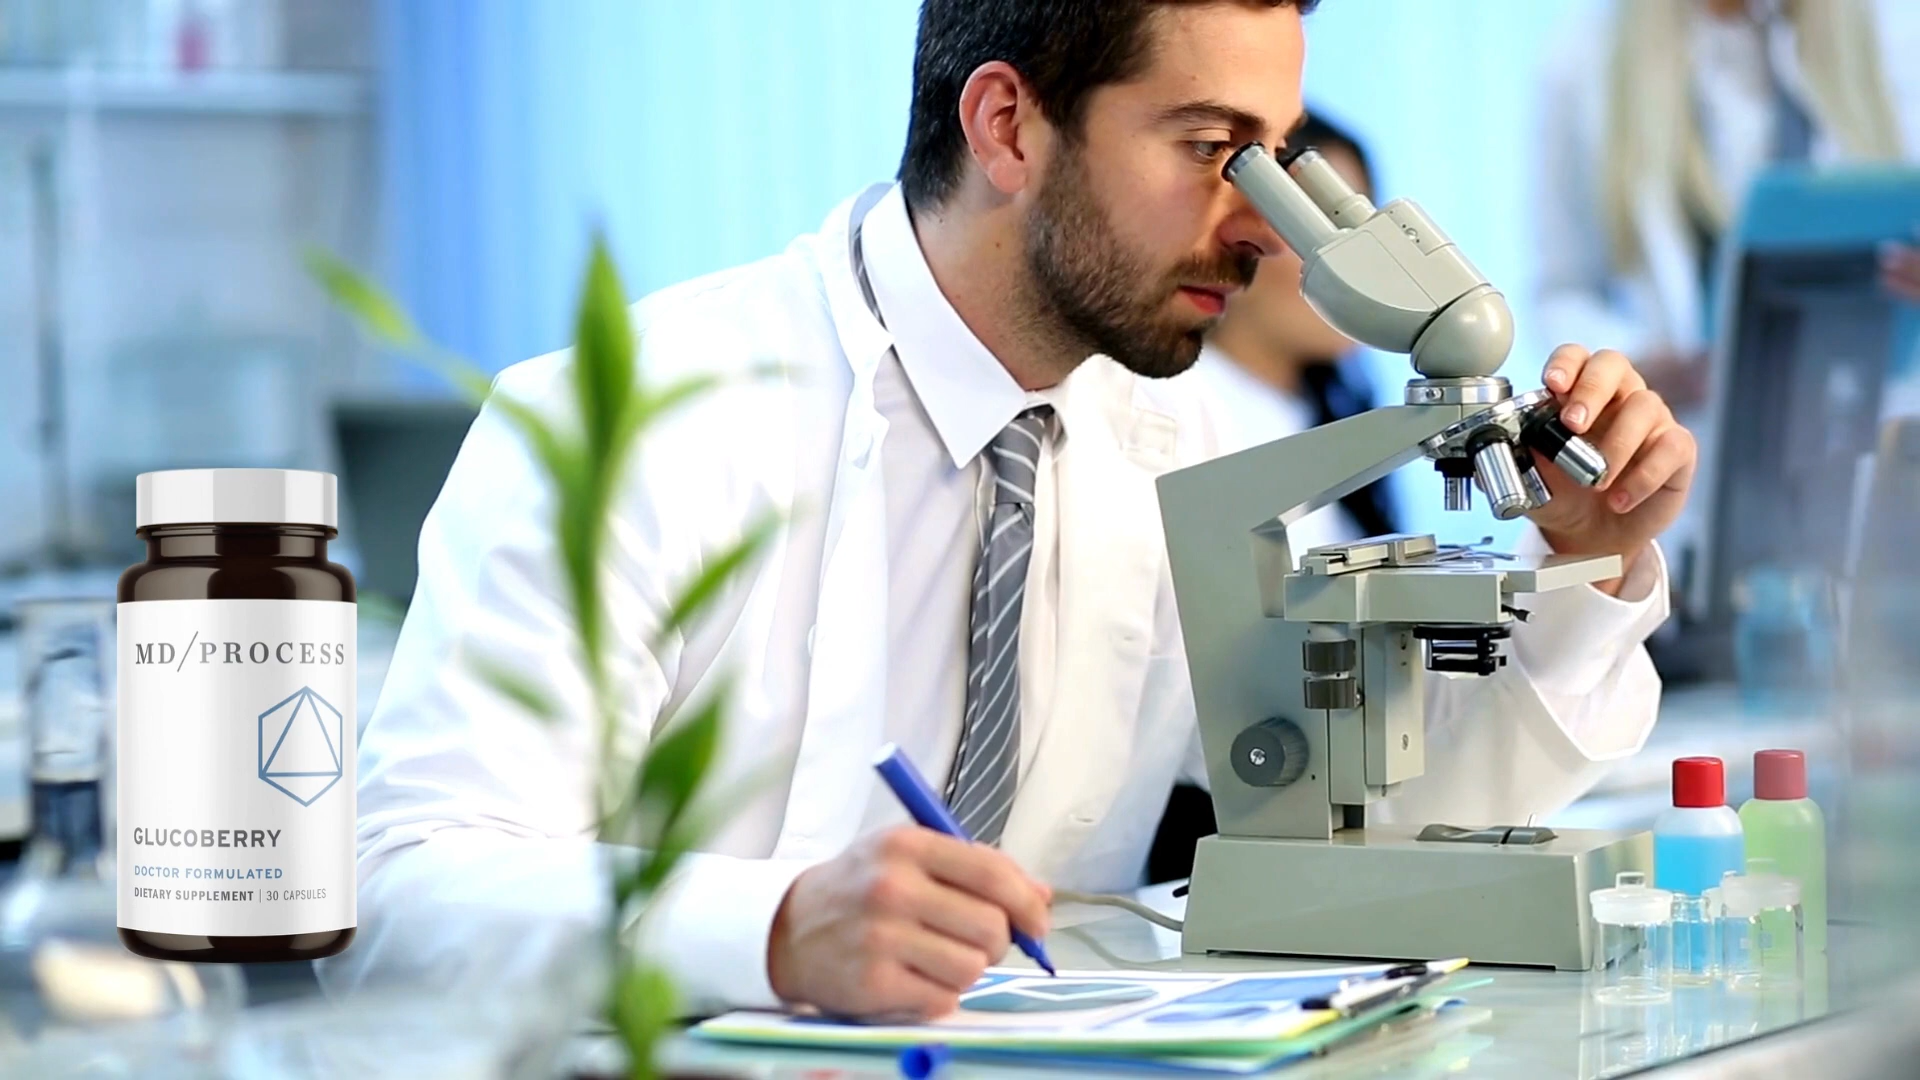 MD/PROCESS
GLUCOBERRY
DOCTOR FORMULATED
DIETARY SUPPLEMENT | 30 CAPSULES